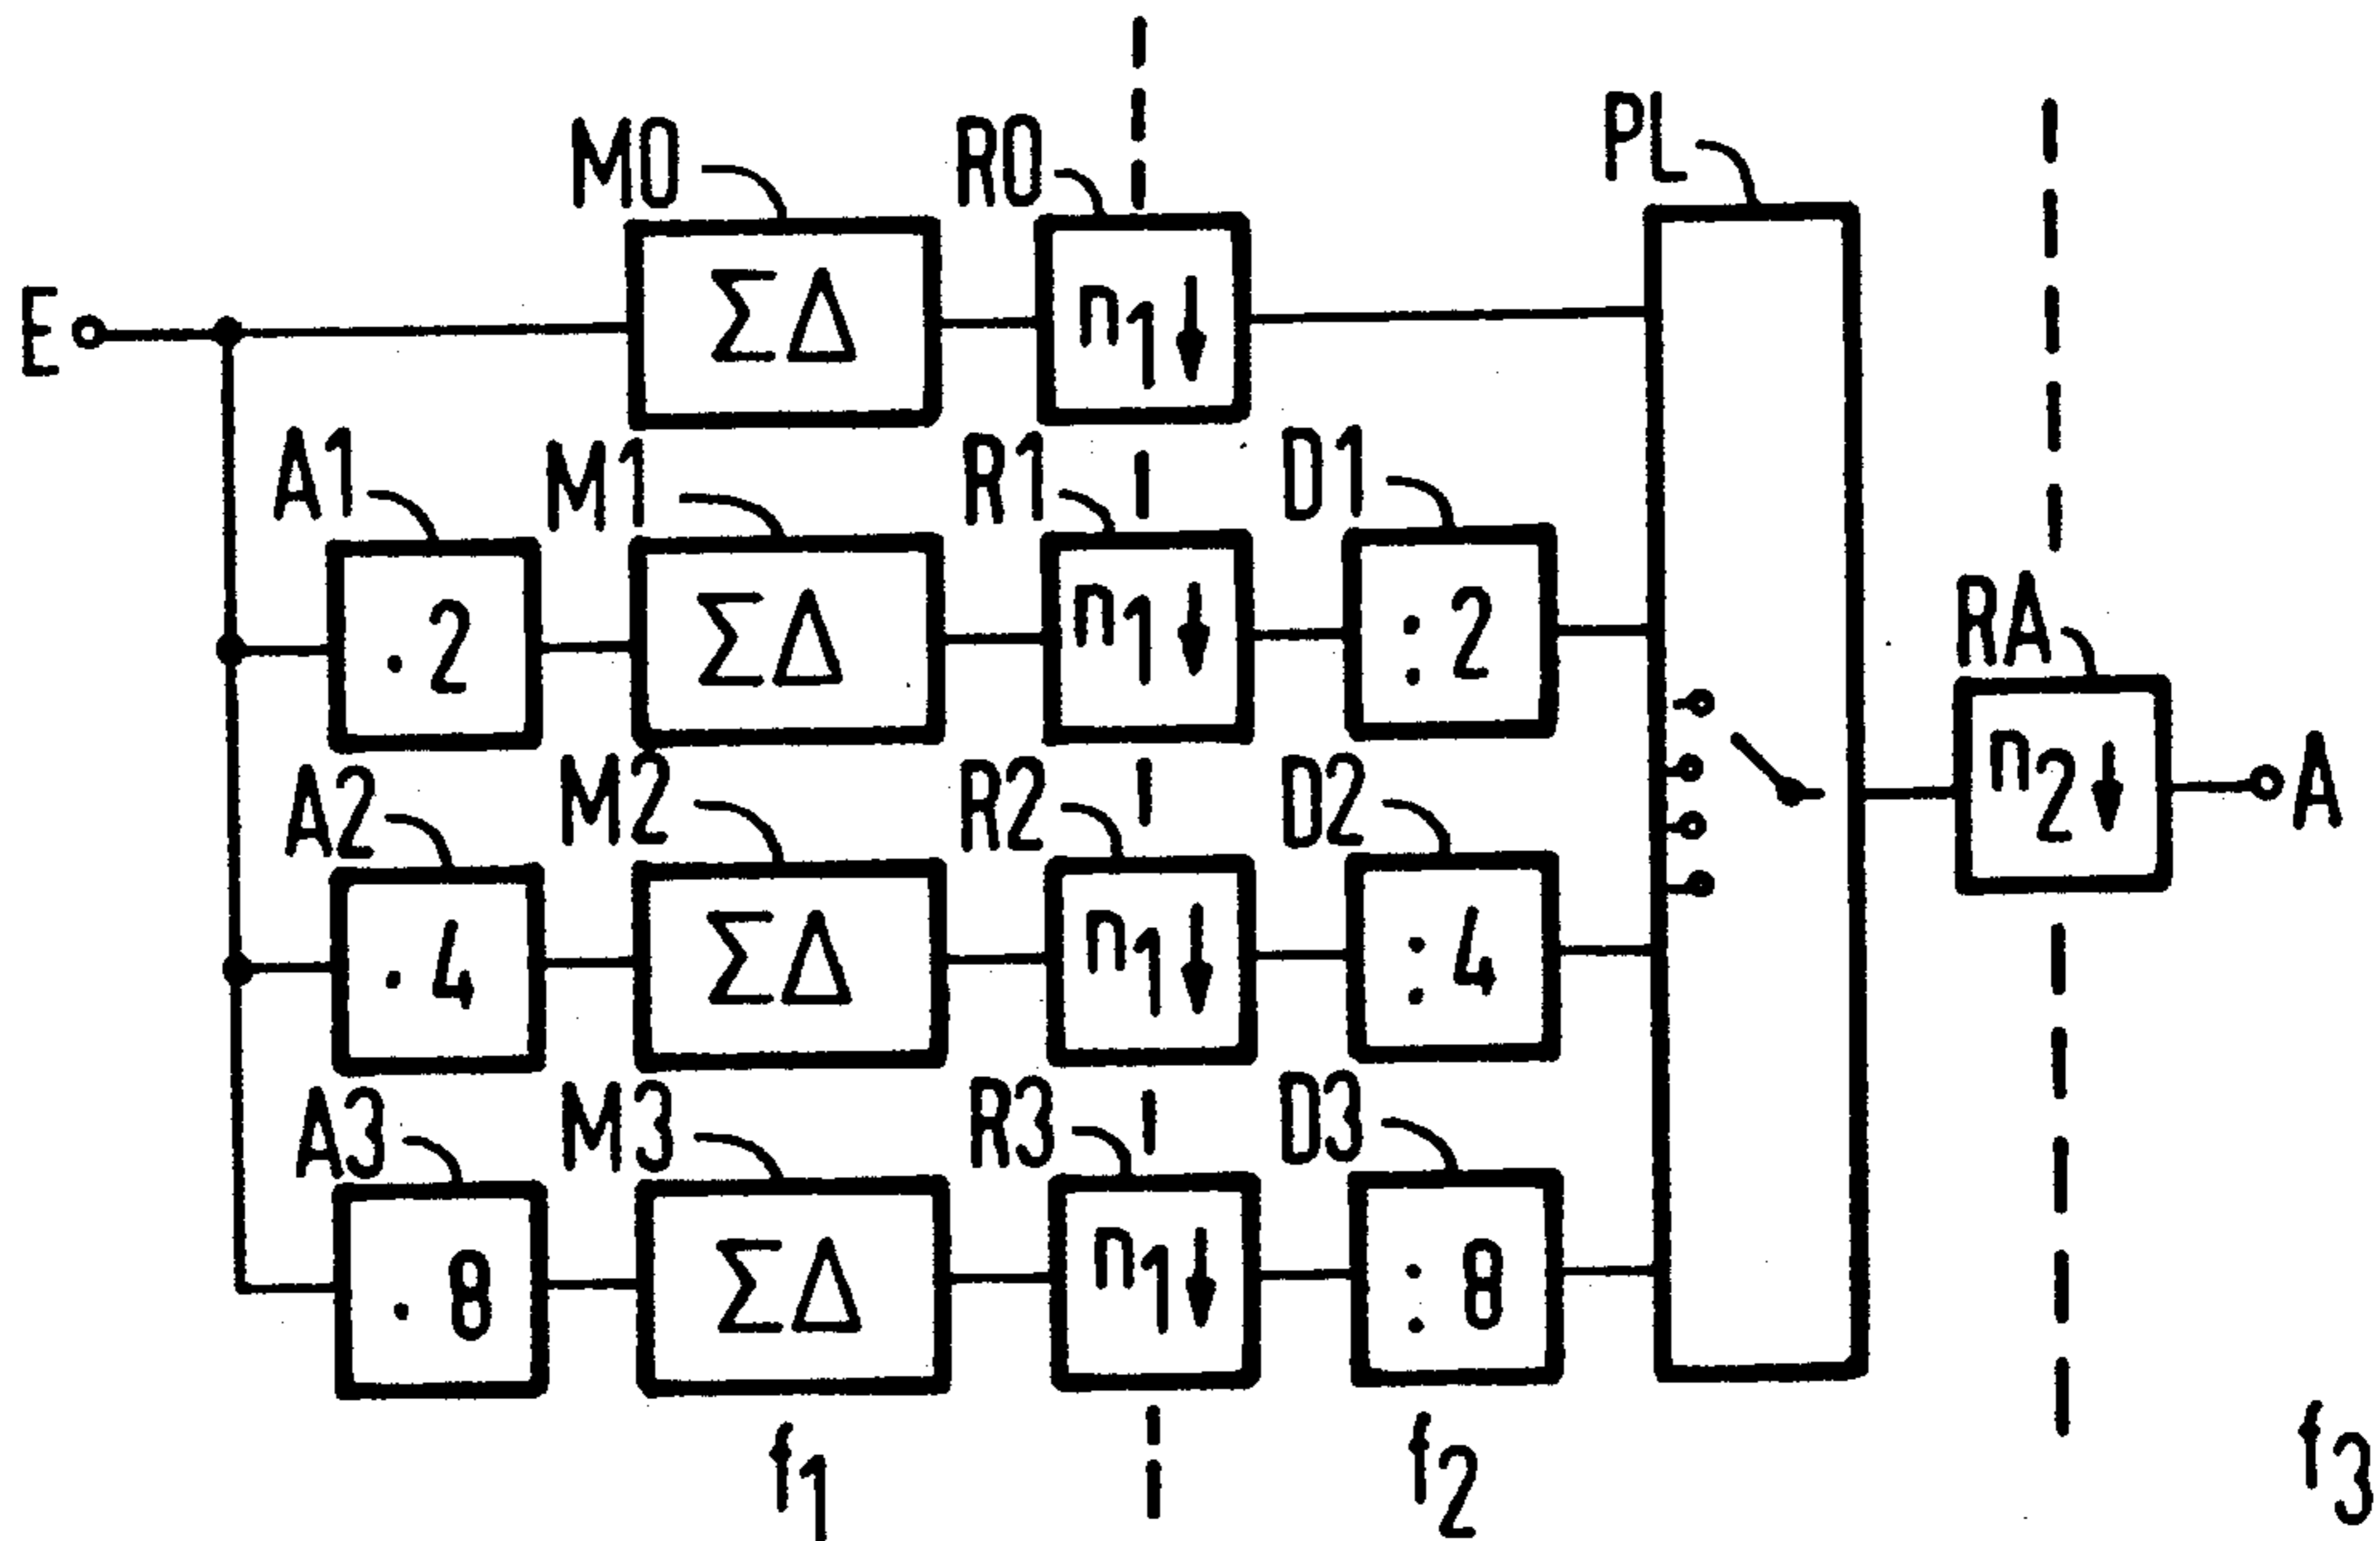 M0 R0 PL
E ΣΔ n1↓
A1 M1 R1 D1
. 2 ΣΔ n1↓ : 2 RA
A2 M2 R2 D2 n2↓ A
. 4 ΣΔ n1↓ : 4
A3 M3 R3 D3
. 8 ΣΔ n1↓ : 8
f1 f2 f3